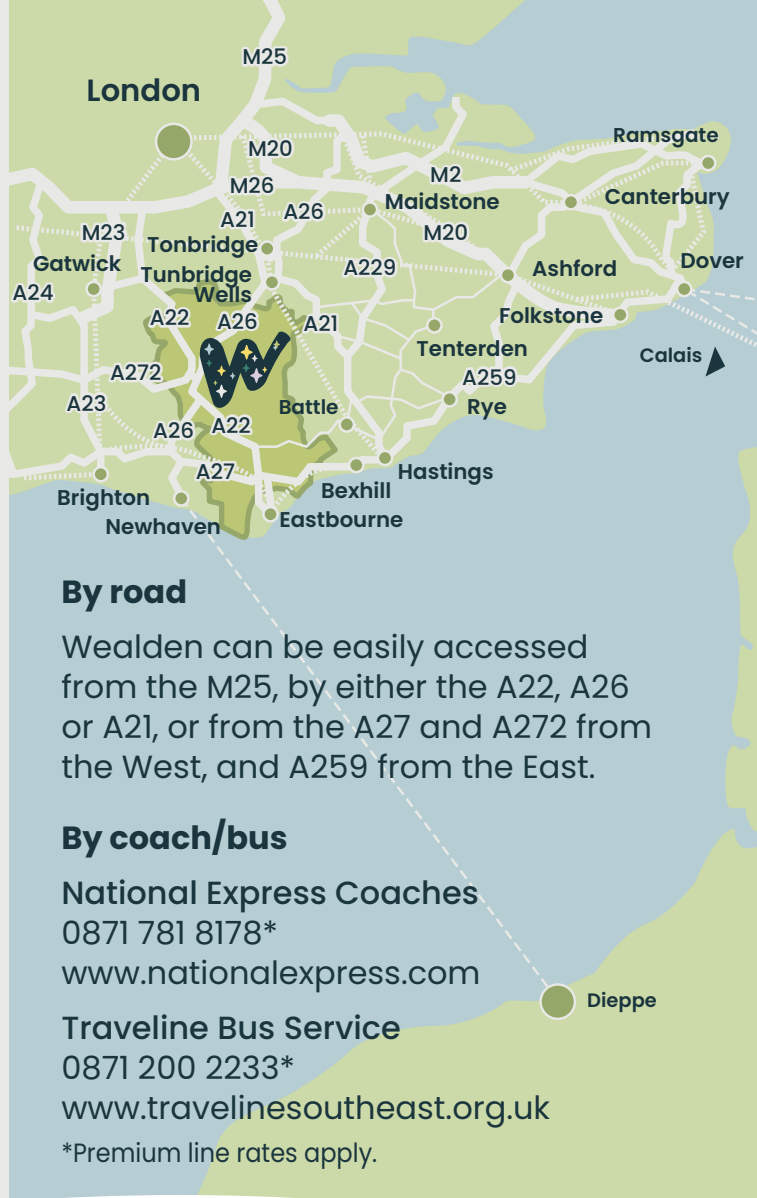 M25
London
Ramsgate
M20
M2
M26
Maidstone
Canterbury
A21
A26
M23
M20
Tonbridge
Gatwick
Tunbridge
Wells
A229
Ashford
Dover
A24
A22
A26
A21
Folkstone
Tenterden
Calais
A272
A259
A23
Battle
Rye
A26
A22
A27
Hastings
Bexhill
Brighton
Newhaven
Eastbourne
By road
Wealden can be easily accessed
from the M25, by either the A22, A26
or A21, or from the A27 and A272 from
the West, and A259 from the East.
By coach/bus
National Express Coaches
0871 781 8178*
www.nationalexpress.com
Dieppe
Traveline Bus Service
0871 200 2233*
www.travelinesoutheast.org.uk
*Premium line rates apply.